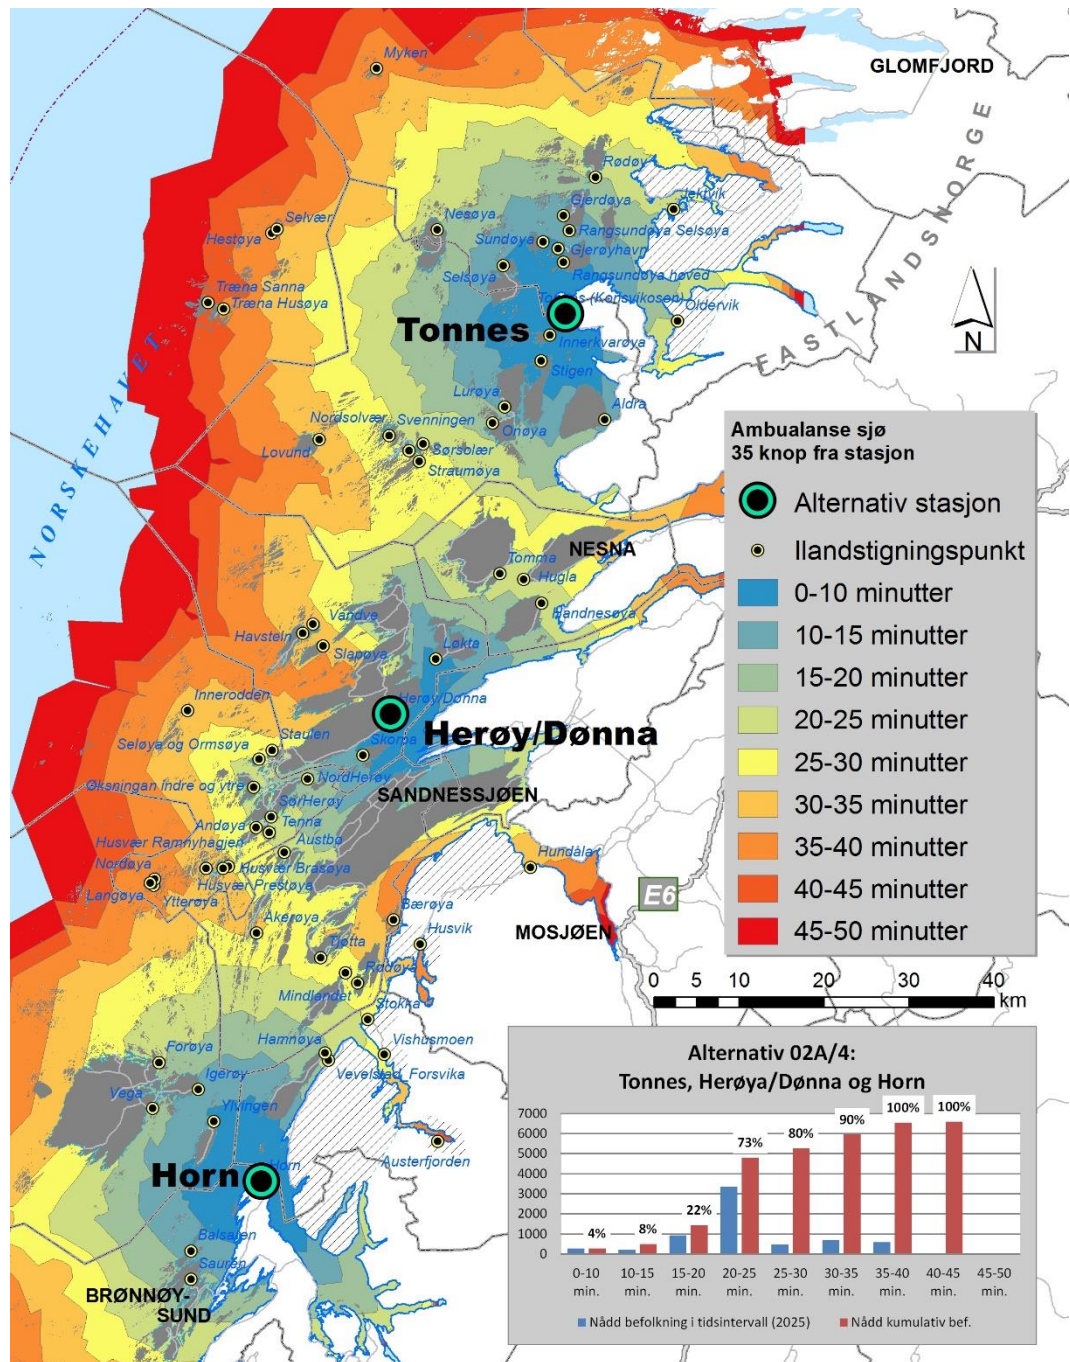 Myken
GLOMFJORD
FASTLANDSNORGE
Rødøy
Jektvik
Gjerdøya
Nesøya
Rangsundøya Selsøya
Selvær
Hestøya
Sundøya
Gjerøyhavn
Selsøya
Rangsundøya hoved
Træna Sanna
Træna Husøya
Tonnes (Konsvikosen)
Oldervik
Tonnes
N
Innerkvarøya
Stigen
NORSKEHAVET
Lurøya
Aldra
Nordsolvær
Svenningen
Onøya
Lovund
Sørsolær
Straumøya
Ambualanse sjø
35 knop fra stasjon
Alternativ stasjon
Ilandstigningspunkt
0-10 minutter
10-15 minutter
15-20 minutter
20-25 minutter
25-30 minutter
30-35 minutter
35-40 minutter
40-45 minutter
45-50 minutter
0 10 20 30 40
km
NESNA
Tomma
Hugla
Handnesøya
Vandve
Havstein
Slapøya
Løkta
Innerodden
Herøy/Dønna
Herøy/Dønna
Skorpa
Staulen
Seløya og Ormsøya
NordHerøy
Øksningan indre og ytre
SANDNESSJØEN
SørHerøy
Andøya
Tenna
Husvær Ramnyhagjen
Austbø
Nordøya
Husvær Brasøya
Hundåla
Husvær Prestøya
Langøya
Ytterøya
E6
Bærøya
Akerøya
Husvik
MOSJØEN
Tjøtta
Rødøya
Mindlandet
Stokka
Hamnøya
Vishusmoen
Forøya
Vevelstad
Forsvika
Igerøy
Vega
Ylvingen
Austerfjorden
Horn
Horn
Balsøien
Sauren
BRØNNØY-
SUND
Alternativ 02A/4:
Tonnes, Herøya/Dønna og Horn
7000
6000
5000
4000
3000
2000
1000
0
4%
8%
22%
73%
80%
90%
100%
100%
0-10 10-15 15-20 20-25 25-30 30-35 35-40 40-45 45-50
min. min. min. min. min. min. min. min. min.
Nådd befolkning i tidsintervall (2025) Nådd kumulativ bef.